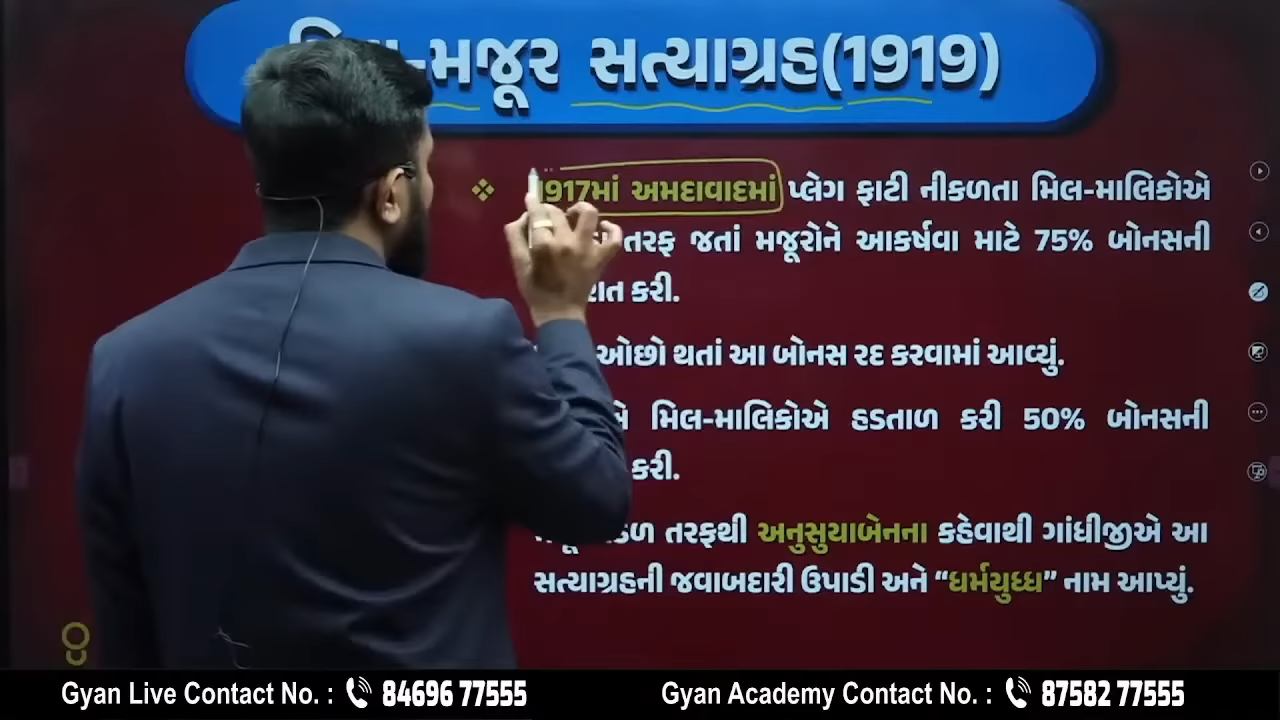 -મજૂર સત્યાગ્રહ(1919)
❖ 1917માં અમદાવાદમાં પ્લેગ ફાટી નીકળતા મિલ-માલિકોએ
તરફ જતાં મજૂરોને આકર્ષવા માટે 75% બોનસની
કરી.
ઓછો થતાં આ બોનસ રદ કરવામાં આવ્યું.
મિલ-માલિકોએ હડતાળ કરી 50% બોનસની
કરી.
તરફથી અનુસુયાબેનના કહેવાથી ગાંધીજીએ આ
સત્યાગ્રહની જવાબદારી ઉપાડી અને “ધર્મયુધ્ધ” નામ આપ્યું.
Gyan Live Contact No. : 84696 77555
Gyan Academy Contact No. : 87582 77555